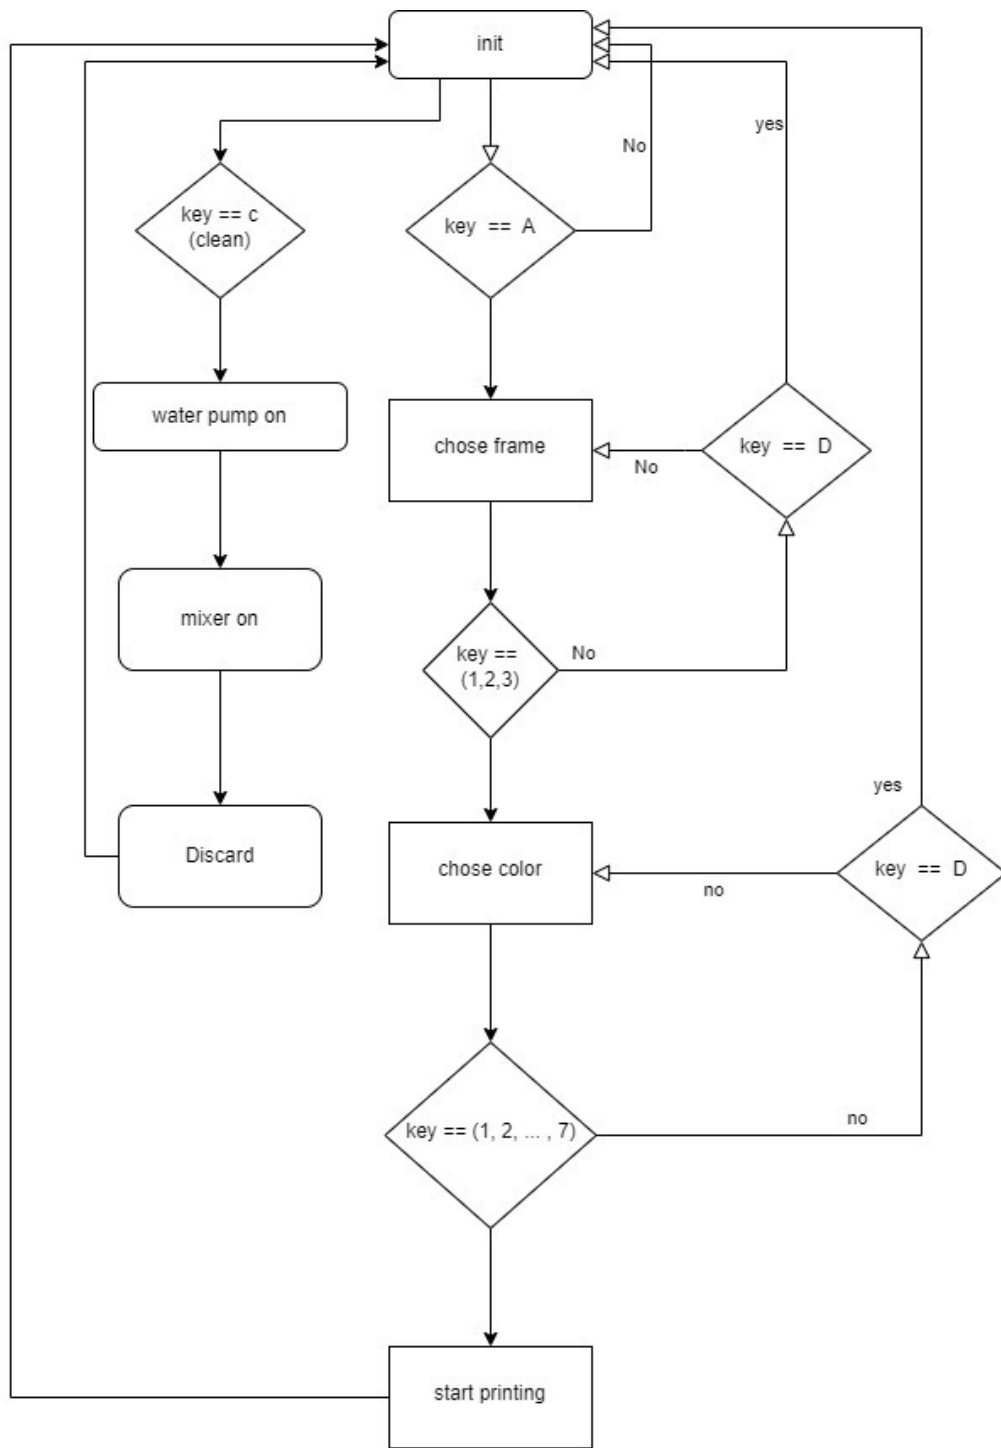 init
No
yes
key == c
(clean)
key == A
water pump on
chose frame
No
key == D
mixer on
key ==
(1,2,3)
No
yes
Discard
chose color
no
key == D
key == (1, 2, ... , 7)
no
start printing